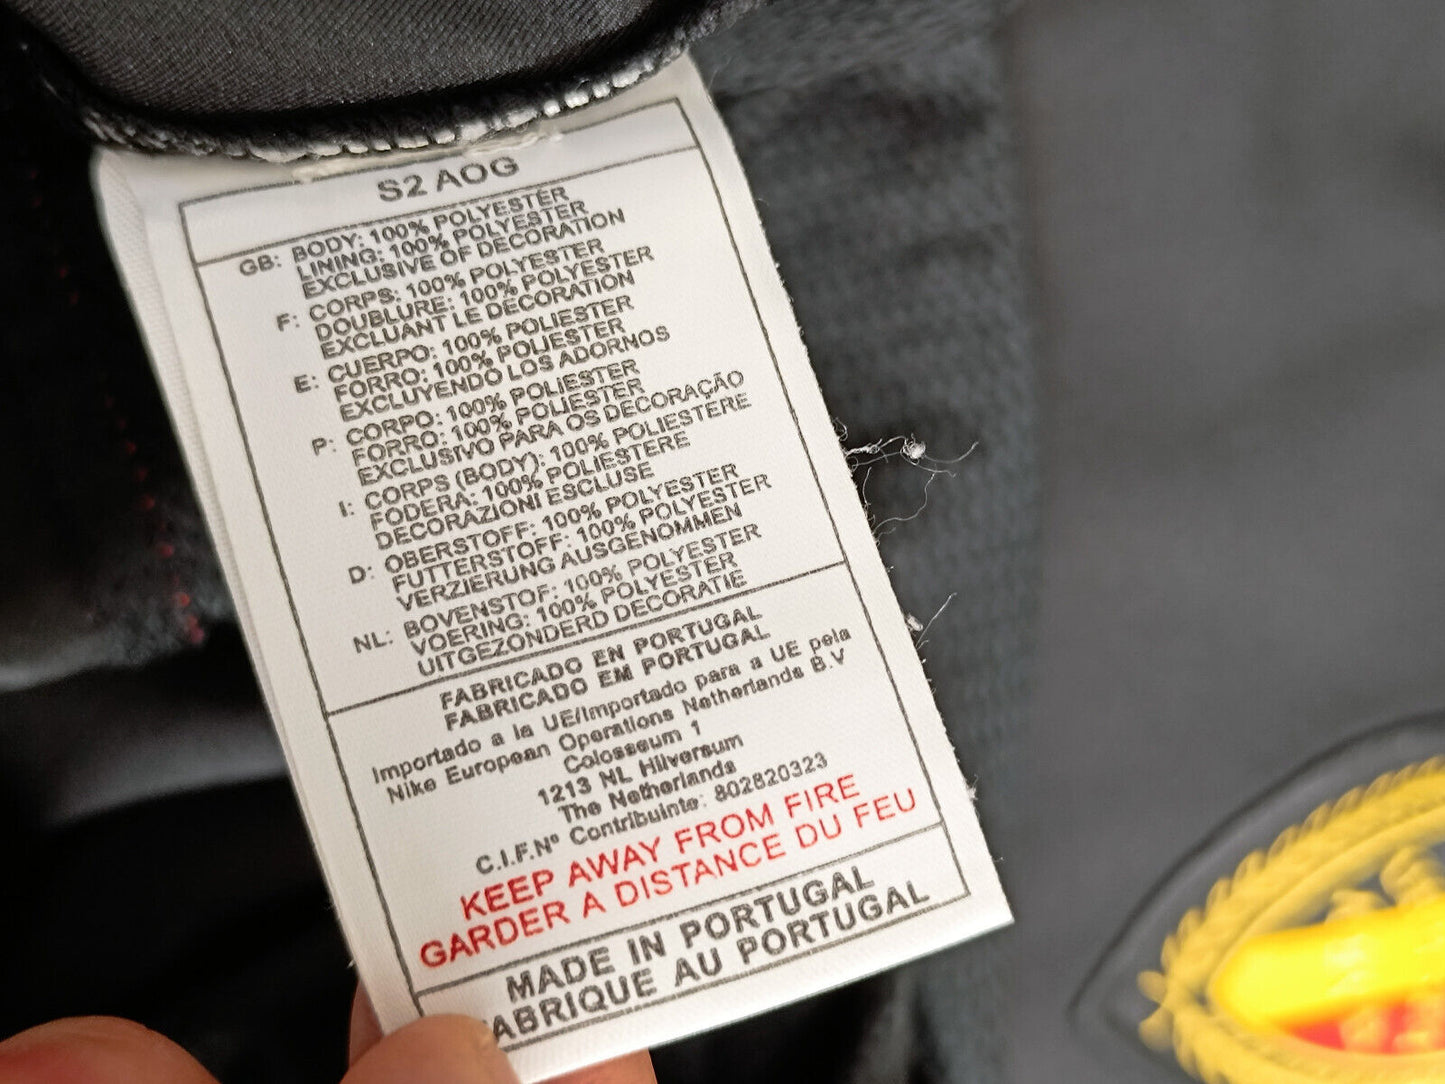 S2 AOG
GB: BODY: 100% POLYESTER
LINING: 100% POLYESTER
EXCLUSIVE OF DECORATION
F: CORPS: 100% POLYESTER
DOUBLURE: 100% POLYESTER
EXCLUANT LE DECORATION
E: CUERPO: 100% POLIESTER
FORRO: 100% POLIESTER
EXCLUYENDO LOS ADORNOS
P: CORPO: 100% POLIESTER
FORRO: 100% POLIESTER
EXCLUSIVO PARA OS DECORAÇÃO
I: CORPS (BODY): 100% POLIESTERE
FODERA: 100% POLIESTERE
DECORAZIONI ESCLUSE
D: OBERSTOFF: 100% POLYESTER
FUTTERSTOFF: 100% POLYESTER
VERZIERUNG AUSGENOMMEN
NL: BOVENSTOF: 100% POLYESTER
VOERING: 100% POLYESTER
UITGEZONDERD DECORATIE
FABRICADO EN PORTUGAL
FABRICADO EM PORTUGAL
Importado a la UE/Importado para a UE pela
Nike European Operations Netherlands B.V
Colosseum 1
1213 NL Hilversum
The Netherlands
C.I.F.Nº Contribuinte: 802820323
KEEP AWAY FROM FIRE
GARDER A DISTANCE DU FEU
MADE IN PORTUGAL
FABRIQUE AU PORTUGAL